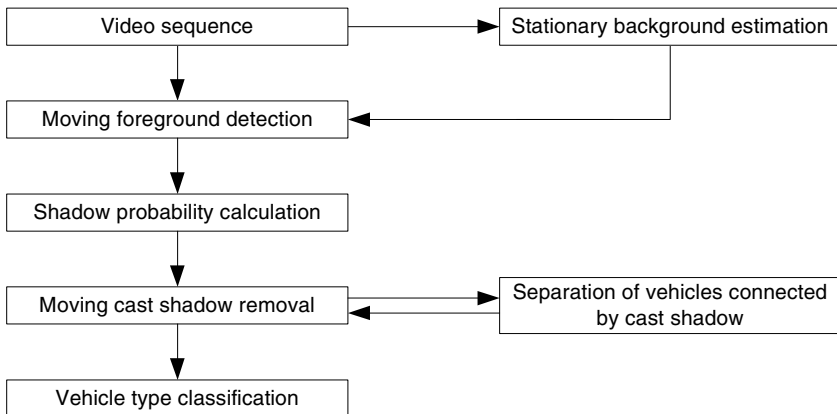 Video sequence
Stationary background estimation
Moving foreground detection
Shadow probability calculation
Moving cast shadow removal
Separation of vehicles connected
by cast shadow
Vehicle type classification